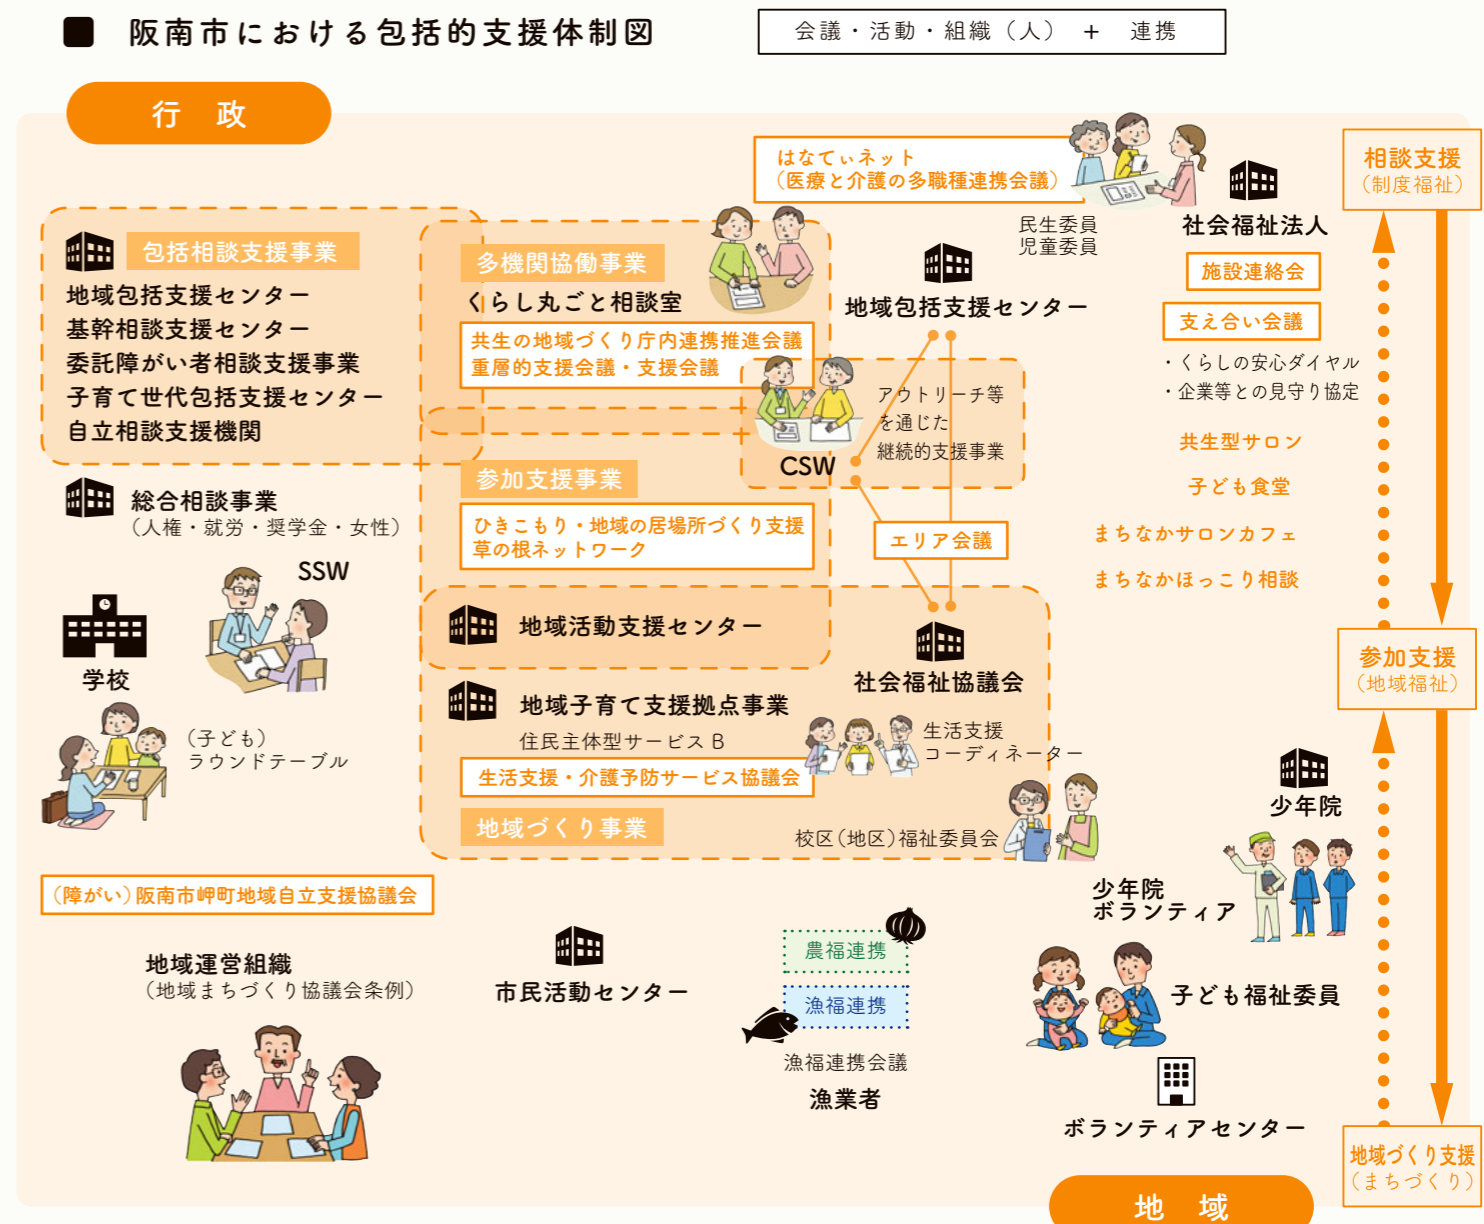 ■ 阪南市における包括的支援体制図
会議・活動・組織（人） + 連携
行 政
はなてぃネット
（医療と介護の多職種連携会議）
民生委員
児童委員
社会福祉法人
施設連絡会
支え合い会議
・くらしの安心ダイヤル
・企業等との見守り協定
共生型サロン
子ども食堂
まちなかサロンカフェ
まちなかほっこり相談
相談支援
（制度福祉）
包括相談支援事業
地域包括支援センター
基幹相談支援センター
委託障がい者相談支援事業
子育て世代包括支援センター
自立相談支援機関
多機関協働事業
くらし丸ごと相談室
共生の地域づくり庁内連携推進会議
重層的支援会議・支援会議
地域包括支援センター
アウトリーチ等
を通じた
継続的支援事業
CSW
総合相談事業
（人権・就労・奨学金・女性）
SSW
学校
（子ども）
ラウンドテーブル
参加支援事業
ひきこもり・地域の居場所づくり支援
草の根ネットワーク
エリア会議
地域活動支援センター
社会福祉協議会
地域子育て支援拠点事業
住民主体型サービス B
生活支援・介護予防サービス協議会
地域づくり事業
生活支援
コーディネーター
校区（地区）福祉委員会
参加支援
（地域福祉）
少年院
少年院
ボランティア
（障がい）阪南市岬町地域自立支援協議会
地域運営組織
（地域まちづくり協議会条例）
市民活動センター
農福連携
漁福連携
漁福連携会議
漁業者
子ども福祉委員
ボランティアセンター
地域づくり支援
（まちづくり）
地 域